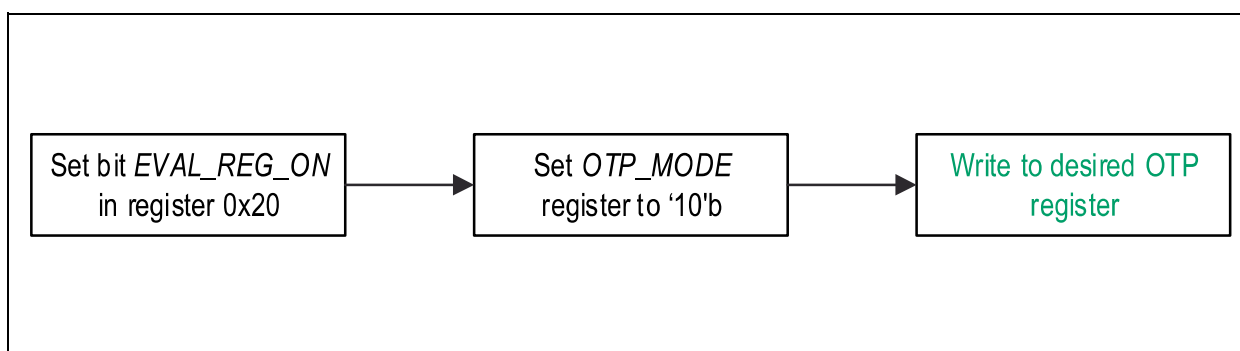 Set bit EVAL_REG_ON
in register 0x20
Set OTP_MODE
register to ‘10'b
Write to desired OTP
register